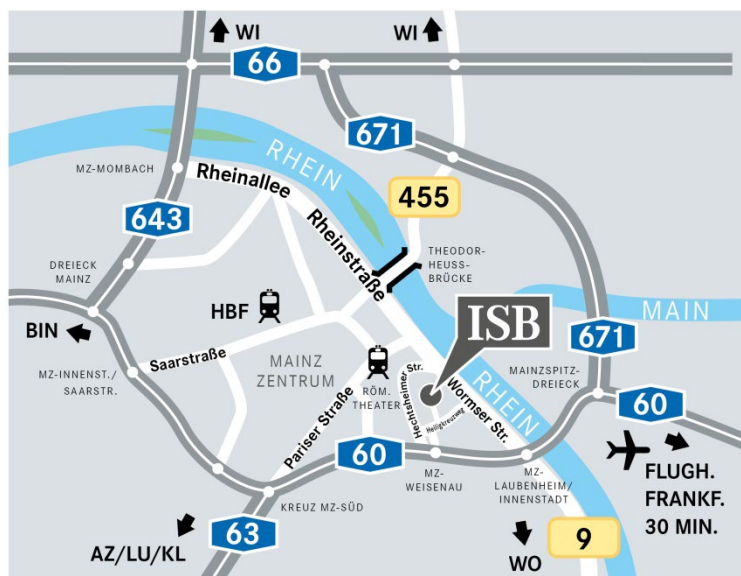 WI
WI
66
671
RHEIN
MZ-MOMBACH
Rheinallee
455
643
Rheinstraße
THEODOR-
HEUSS-
BRÜCKE
DREIECK
MAINZ
HBF
ISB
MAIN
BIN
671
Saarstraße
MAINZ
ZENTRUM
MZ-INNENST./
SAARSTR.
RÖM.
THEATER
Hechtsheimer Str.
Heiligkreuzweg
Wormser Str.
RHEIN
MAINZSPITZ-
DREIECK
60
Pariser Straße
60
MZ-
WEISENAU
MZ-
LAUBENHEIM/
INNENSTADT
FLUGH.
FRANKF.
30 MIN.
KREUZ MZ-SÜD
63
AZ/LU/KL
WO
9